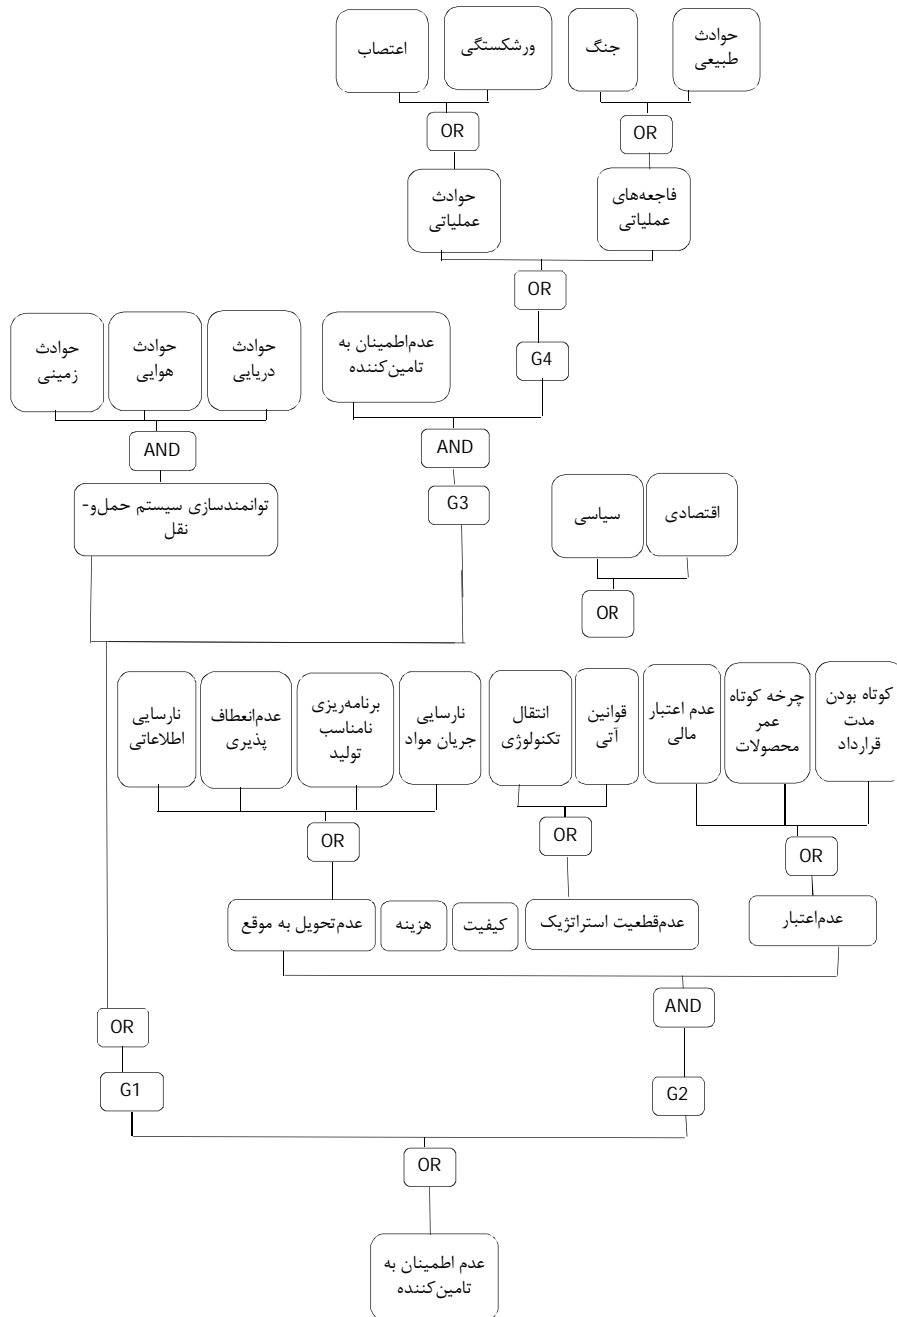 حوادث
طبیعی
جنگ
ورشکستگی
اعتصاب
OR
OR
فاجعه‌های
عملیاتی
حوادث
عملیاتی
OR
G4
عدم‌اطمینان به
تامین‌کننده
حوادث
دریایی
حوادث
هوایی
حوادث
زمینی
AND
AND
G3
توانمندسازی سیستم حمل‌و-
نقل
اقتصادی
سیاسی
OR
کوتاه بودن
مدت
قرارداد
چرخه کوتاه
عمر
محصولات
عدم اعتبار
مالی
قوانین
آتی
انتقال
تکنولوژی
نارسایی
جریان مواد
برنامه‌ریزی
نامناسب
تولید
عدم‌انعطاف
پذیری
نارسایی
اطلاعاتی
OR
OR
OR
عدم‌اعتبار
عدم‌قطعیت استراتژیک
کیفیت
هزینه
عدم‌تحویل به موقع
AND
OR
G2
G1
OR
عدم اطمینان به
تامین‌کننده